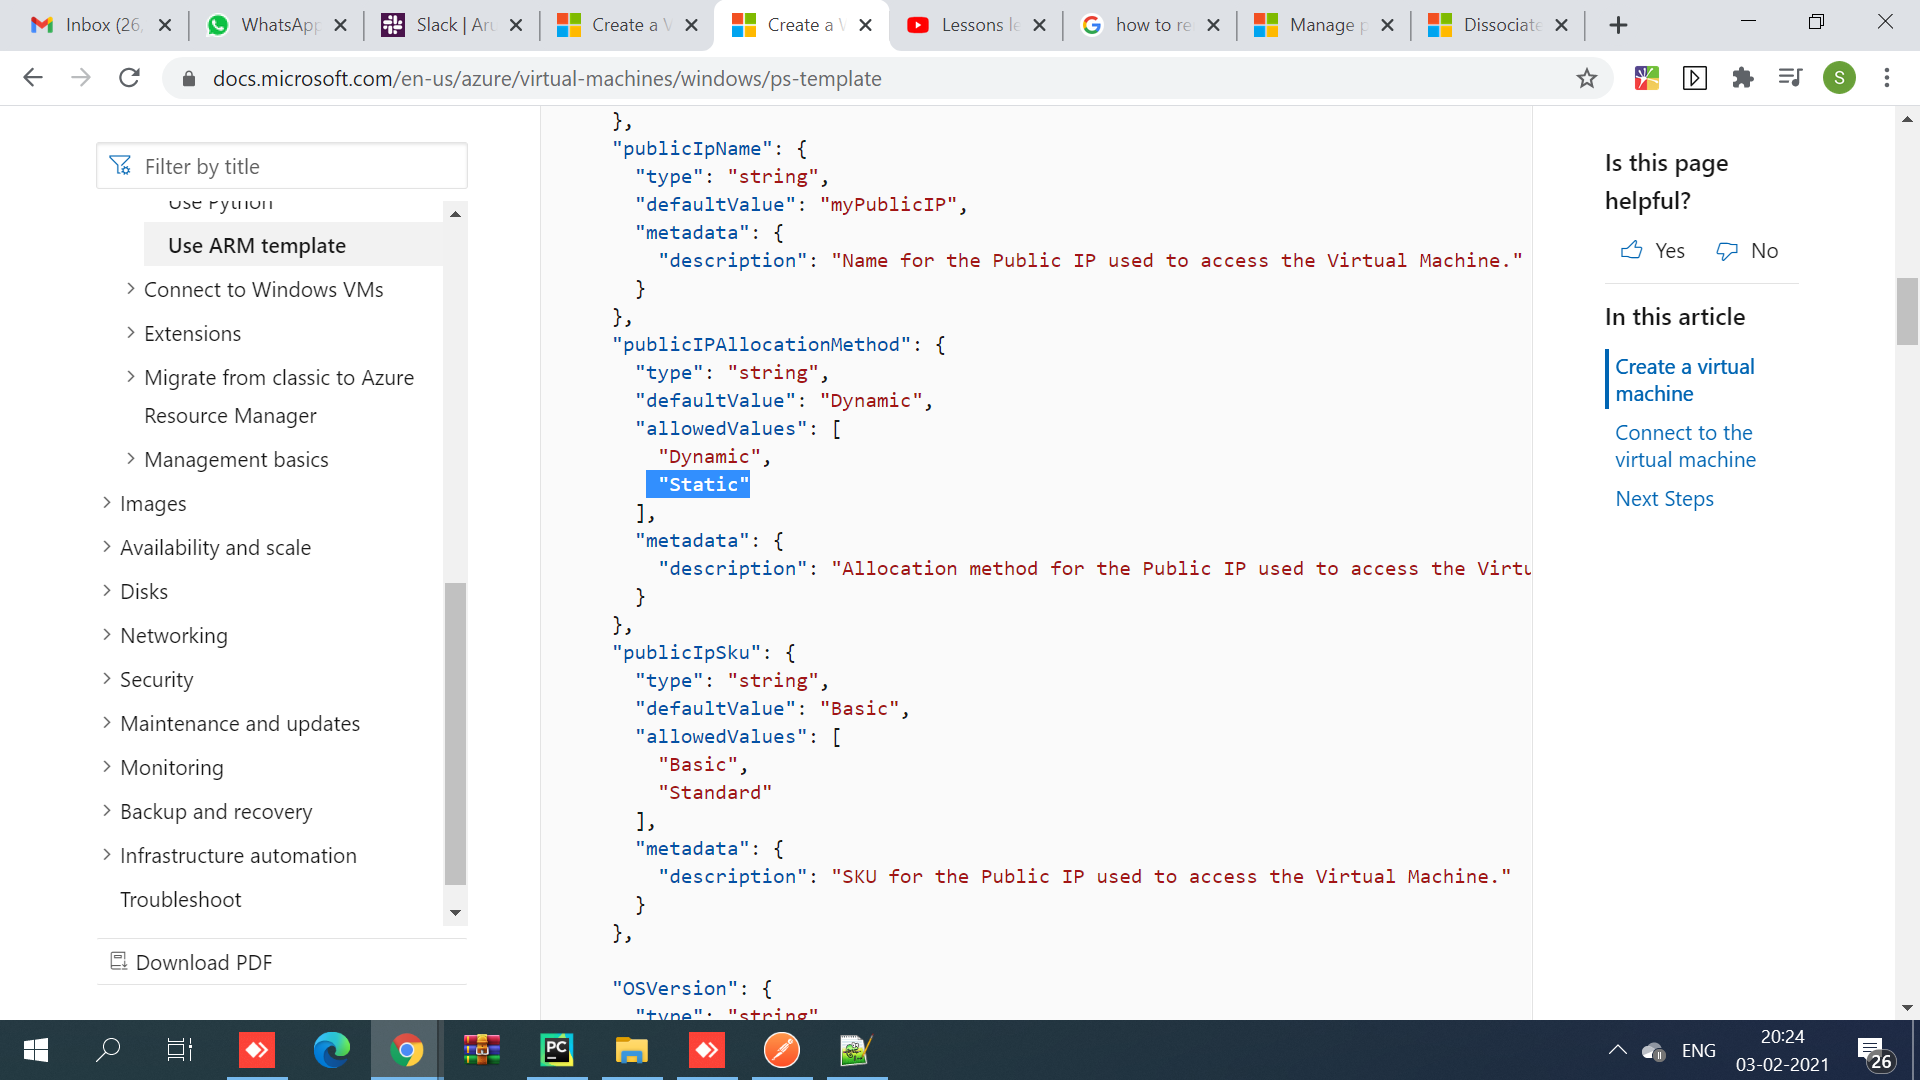 Inbox (26,
WhatsApp
Slack | Aru
Create a V
Create a V
Lessons le
how to re
Manage p
Dissociate
docs.microsoft.com/en-us/azure/virtual-machines/windows/ps-template
S
Filter by title
Use Python
Use ARM template
Connect to Windows VMs
Extensions
Migrate from classic to Azure
Resource Manager
Management basics
Images
Availability and scale
Disks
Networking
Security
Maintenance and updates
Monitoring
Backup and recovery
Infrastructure automation
Troubleshoot
Download PDF
},
"publicIpName": {
"type": "string",
"defaultValue": "myPublicIP",
"metadata": {
"description": "Name for the Public IP used to access the Virtual Machine."
}
},
"publicIPAllocationMethod": {
"type": "string",
"defaultValue": "Dynamic",
"allowedValues": [
"Dynamic",
"Static"
],
"metadata": {
"description": "Allocation method for the Public IP used to access the Virtu
}
},
"publicIpSku": {
"type": "string",
"defaultValue": "Basic",
"allowedValues": [
"Basic",
"Standard"
],
"metadata": {
"description": "SKU for the Public IP used to access the Virtual Machine."
}
},
"OSVersion": {
"type": "string"
Is this page
helpful?
Yes
No
In this article
Create a virtual
machine
Connect to the
virtual machine
Next Steps
PC
ENG
20:24
03-02-2021
26